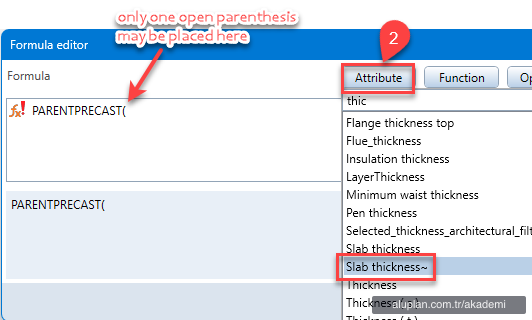 only one open parenthesis
may be placed here
2
Formula editor
Formula
Attribute
Function
Op
fx! PARENTPRECAST(
thic
Flange thickness top
Flue_thickness
Insulation thickness
LayerThickness
Minimum waist thickness
PARENTPRECAST(
Pen thickness
Selected_thickness_architectural_filt
Slab thickness
Slab thickness~
Thickness
aluplan.com.tr/akademi